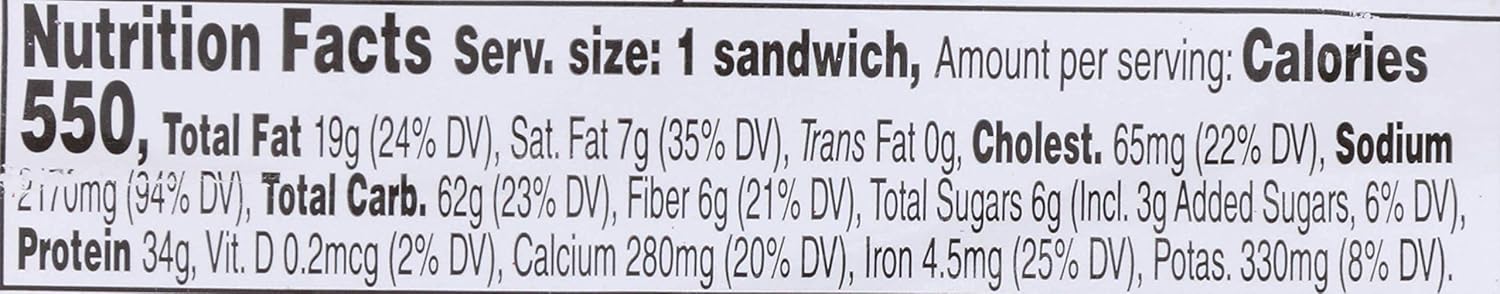 Nutrition Facts Serv. size: 1 sandwich, Amount per serving: Calories
550, Total Fat 19g (24% DV), Sat. Fat 7g (35% DV), Trans Fat 0g, Cholest. 65mg (22% DV), Sodium
2170mg (94% DV), Total Carb. 62g (23% DV), Fiber 6g (21% DV), Total Sugars 6g (Incl. 3g Added Sugars, 6% DV),
Protein 34g, Vit. D 0.2mcg (2% DV), Calcium 280mg (20% DV), Iron 4.5mg (25% DV), Potas. 330mg (8% DV).